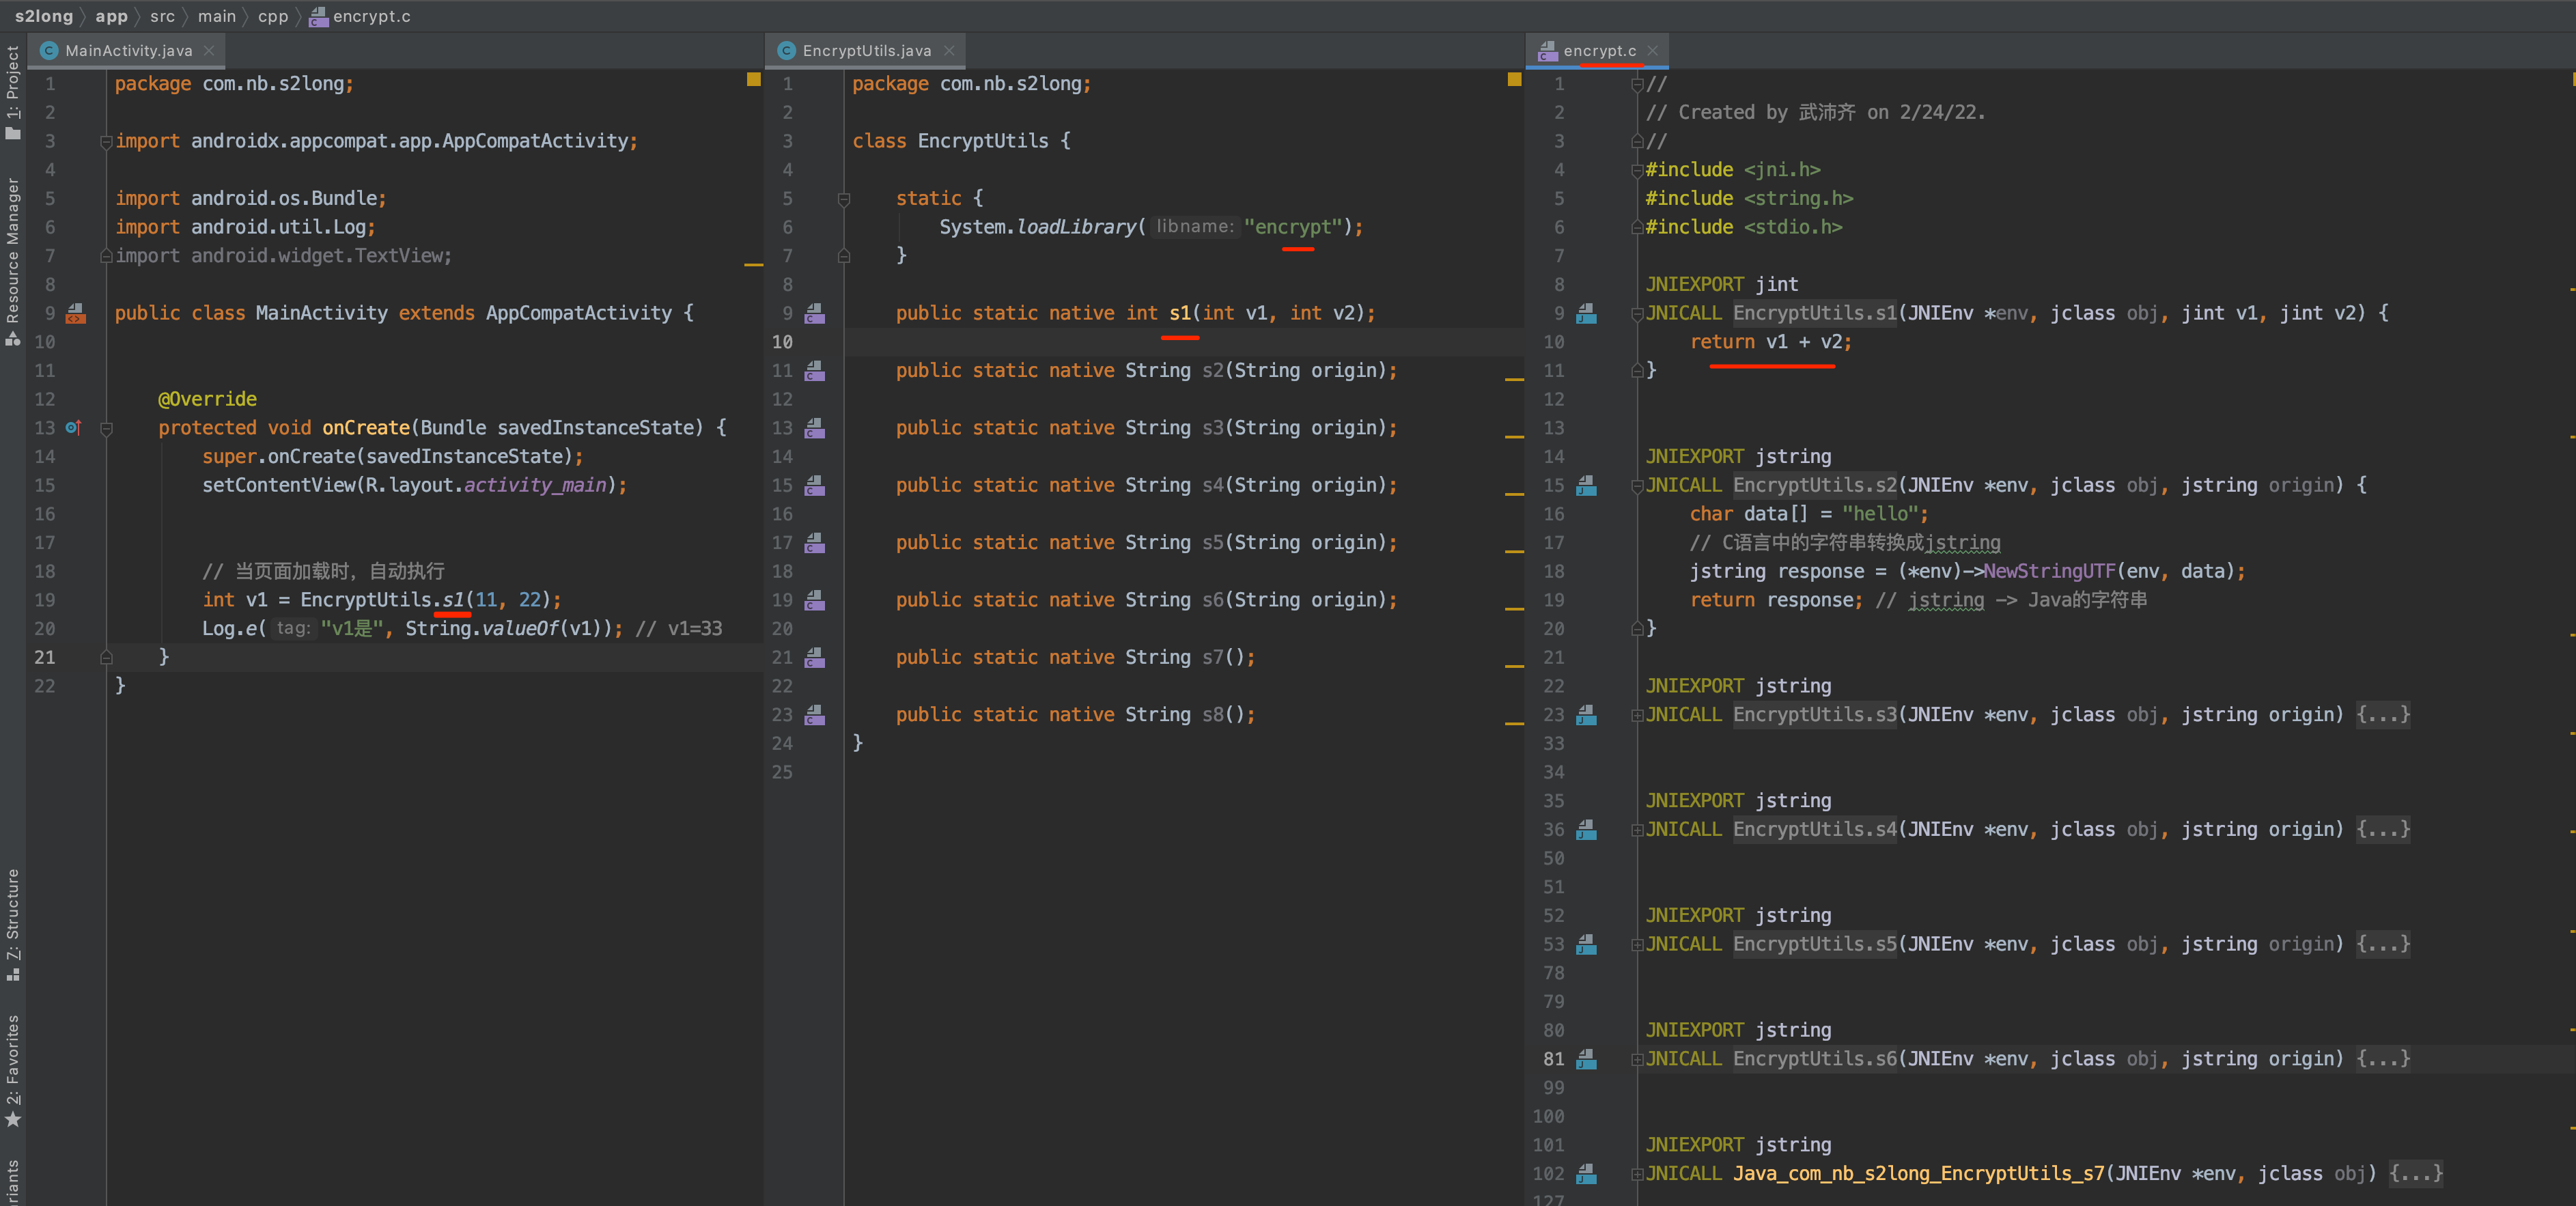 s2long app src main cpp encrypt.c
1: Project
Resource Manager
7: Structure
2: Favorites
riants
MainActivity.java
1 package com.nb.s2long;
2
3 import androidx.appcompat.app.AppCompatActivity;
4
5 import android.os.Bundle;
6 import android.util.Log;
7 import android.widget.TextView;
8
9 public class MainActivity extends AppCompatActivity {
10
11
12 @Override
13 protected void onCreate(Bundle savedInstanceState) {
14 super.onCreate(savedInstanceState);
15 setContentView(R.layout.activity_main);
16
17
18 // 当页面加载时，自动执行
19 int v1 = EncryptUtils.s1(11, 22);
20 Log.e( tag: "v1是", String.valueOf(v1)); // v1=33
21 }
22 }
EncryptUtils.java
1 package com.nb.s2long;
2
3 class EncryptUtils {
4
5 static {
6 System.loadLibrary( libname: "encrypt");
7 }
8
9 public static native int s1(int v1, int v2);
10
11 public static native String s2(String origin);
12
13 public static native String s3(String origin);
14
15 public static native String s4(String origin);
16
17 public static native String s5(String origin);
18
19 public static native String s6(String origin);
20
21 public static native String s7();
22
23 public static native String s8();
24 }
25
encrypt.c
1 //
2 // Created by 武沛齐 on 2/24/22.
3 //
4 #include <jni.h>
5 #include <string.h>
6 #include <stdio.h>
7
8 JNIEXPORT jint
9 JNICALL EncryptUtils.s1(JNIEnv *env, jclass obj, jint v1, jint v2) {
10 return v1 + v2;
11 }
12
13
14 JNIEXPORT jstring
15 JNICALL EncryptUtils.s2(JNIEnv *env, jclass obj, jstring origin) {
16 char data[] = "hello";
17 // C语言中的字符串转换成jstring
18 jstring response = (*env)->NewStringUTF(env, data);
19 return response; // jstring -> Java的字符串
20 }
21
22 JNIEXPORT jstring
23 JNICALL EncryptUtils.s3(JNIEnv *env, jclass obj, jstring origin) {...}
33
34
35 JNIEXPORT jstring
36 JNICALL EncryptUtils.s4(JNIEnv *env, jclass obj, jstring origin) {...}
50
51
52 JNIEXPORT jstring
53 JNICALL EncryptUtils.s5(JNIEnv *env, jclass obj, jstring origin) {...}
78
79
80 JNIEXPORT jstring
81 JNICALL EncryptUtils.s6(JNIEnv *env, jclass obj, jstring origin) {...}
99
100
101 JNIEXPORT jstring
102 JNICALL Java_com_nb_s2long_EncryptUtils_s7(JNIEnv *env, jclass obj) {...}
127